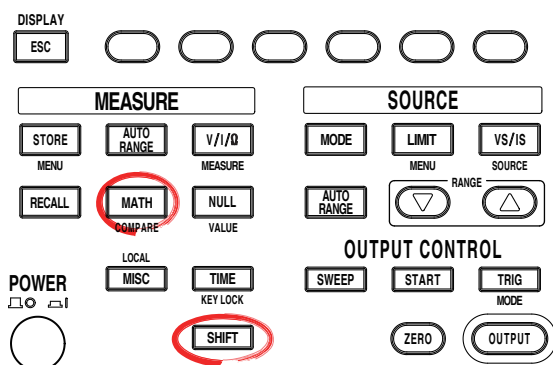 DISPLAY
ESC
MEASURE
SOURCE
STORE
AUTO
RANGE
V/I/Ω
MODE
LIMIT
VS/IS
MENU
MEASURE
MENU
SOURCE
RECALL
MATH
NULL
AUTO
RANGE
RANGE
COMPARE
VALUE
OUTPUT CONTROL
LOCAL
MISC
TIME
SWEEP
START
TRIG
POWER
KEY LOCK
MODE
SHIFT
ZERO
OUTPUT